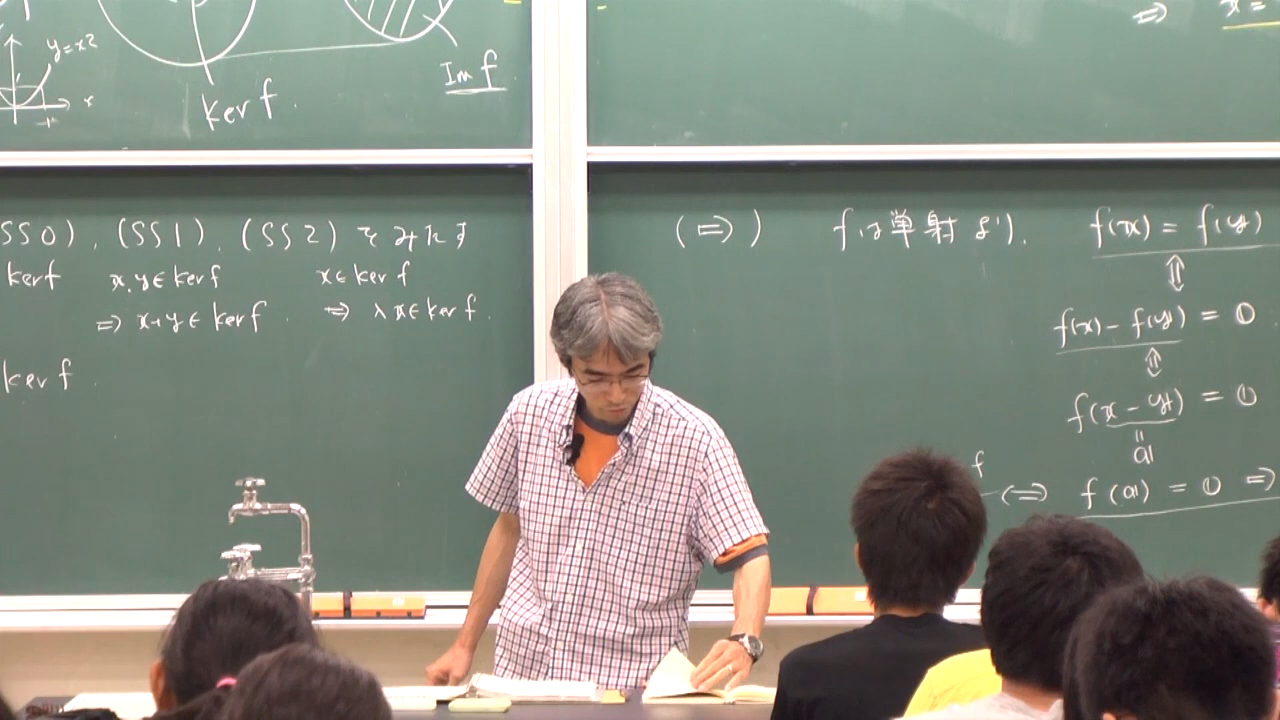 y=x2
x
ker f.
Im f
⇒ x =
(SS0), (SS1), (SS2) をみたす
ker f   x, y ∈ ker f   x ∈ ker f
⇒ x+y ∈ ker f.   ⇒ λx ∈ ker f.
ker f.
(⇒) f は単射より. f(x) = f(y)
⇕
f(x) - f(y) = 0.
⇕
f(x - y) = 0
=
a
f
⇔ f(a) = 0 ⇒